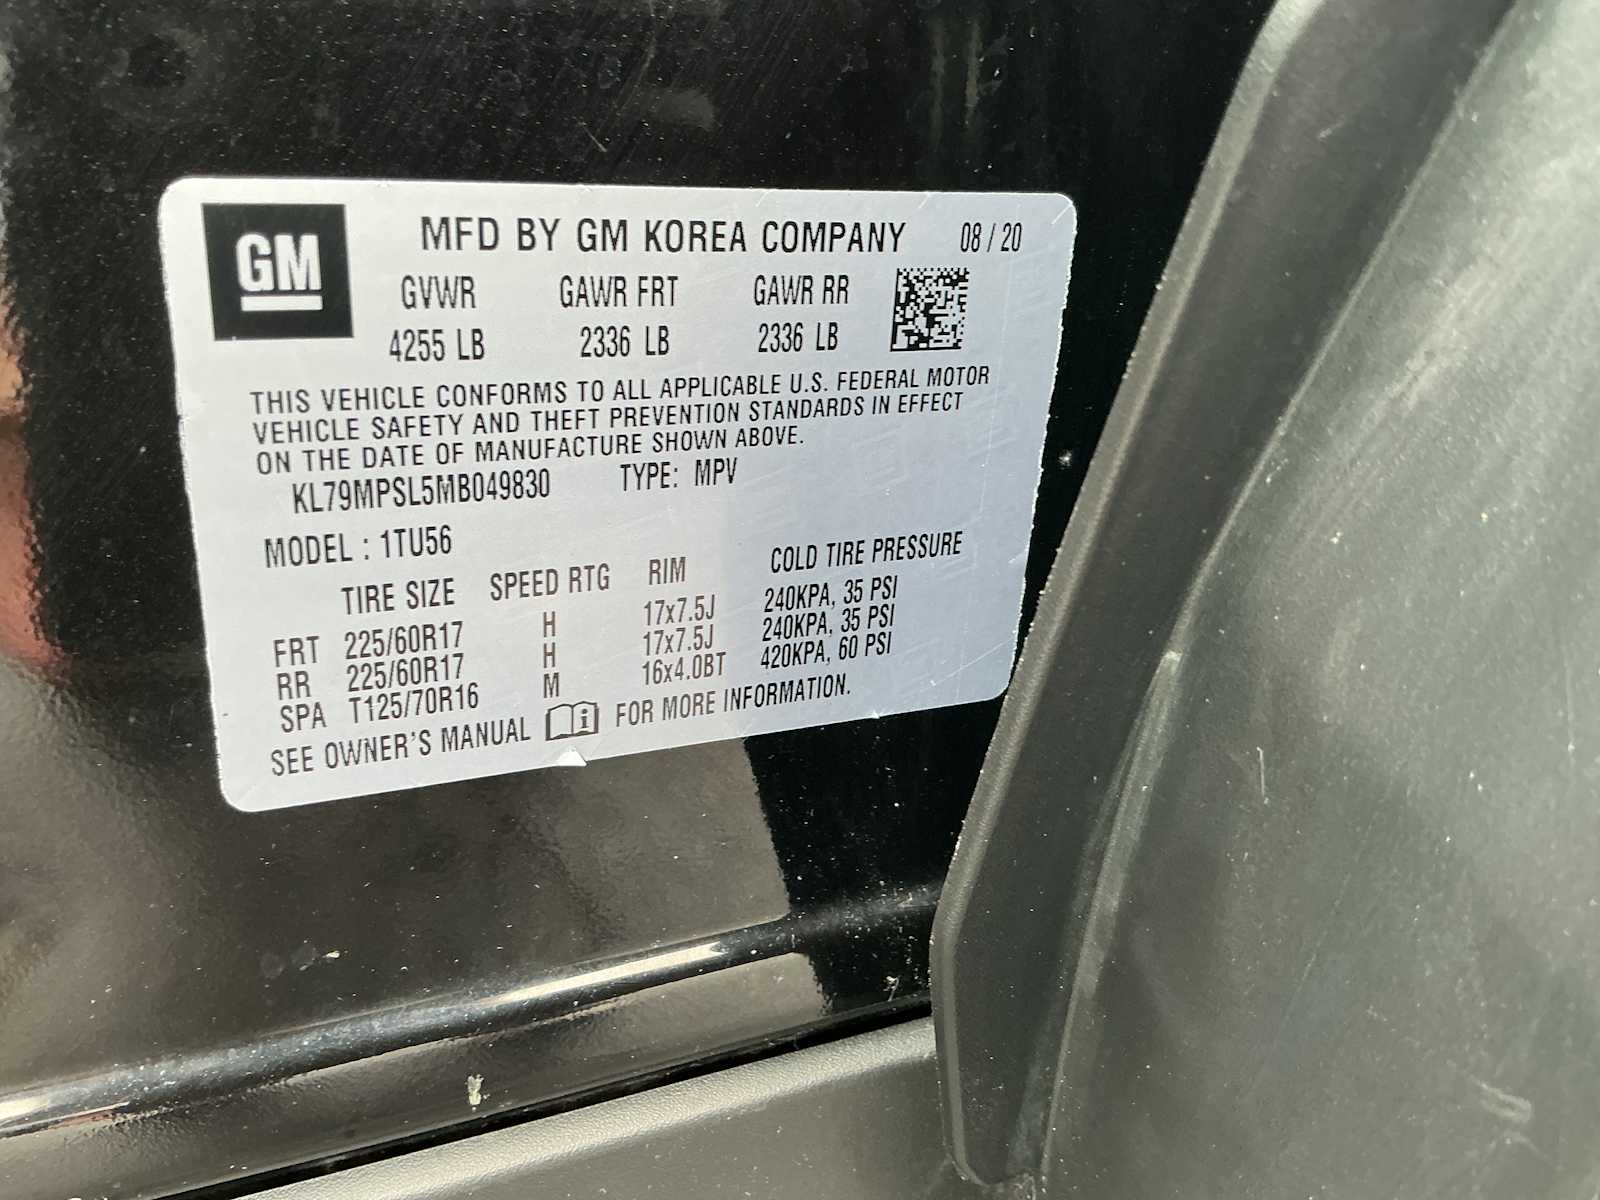 GM
MFD BY GM KOREA COMPANY 08 / 20
GVWR GAWR FRT GAWR RR
4255 LB 2336 LB 2336 LB
THIS VEHICLE CONFORMS TO ALL APPLICABLE U.S. FEDERAL MOTOR
VEHICLE SAFETY AND THEFT PREVENTION STANDARDS IN EFFECT
ON THE DATE OF MANUFACTURE SHOWN ABOVE.
KL79MPSL5MB049830 TYPE: MPV
MODEL : 1TU56
TIRE SIZE SPEED RTG RIM COLD TIRE PRESSURE
FRT 225/60R17 H 17x7.5J 240KPA, 35 PSI
RR 225/60R17 H 17x7.5J 240KPA, 35 PSI
SPA T125/70R16 M 16x4.0BT 420KPA, 60 PSI
SEE OWNER'S MANUAL FOR MORE INFORMATION.